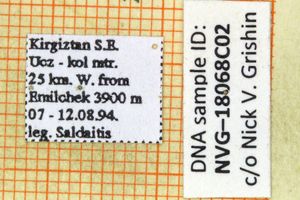 Kirgiztan S.E.
Ucz - kol mtr.
25 km. W. from
Emilchek 3900 m
07 - 12.08.94.
leg. Saldaitis
DNA sample ID:
NVG-18068C02
c/o Nick V. Grishin